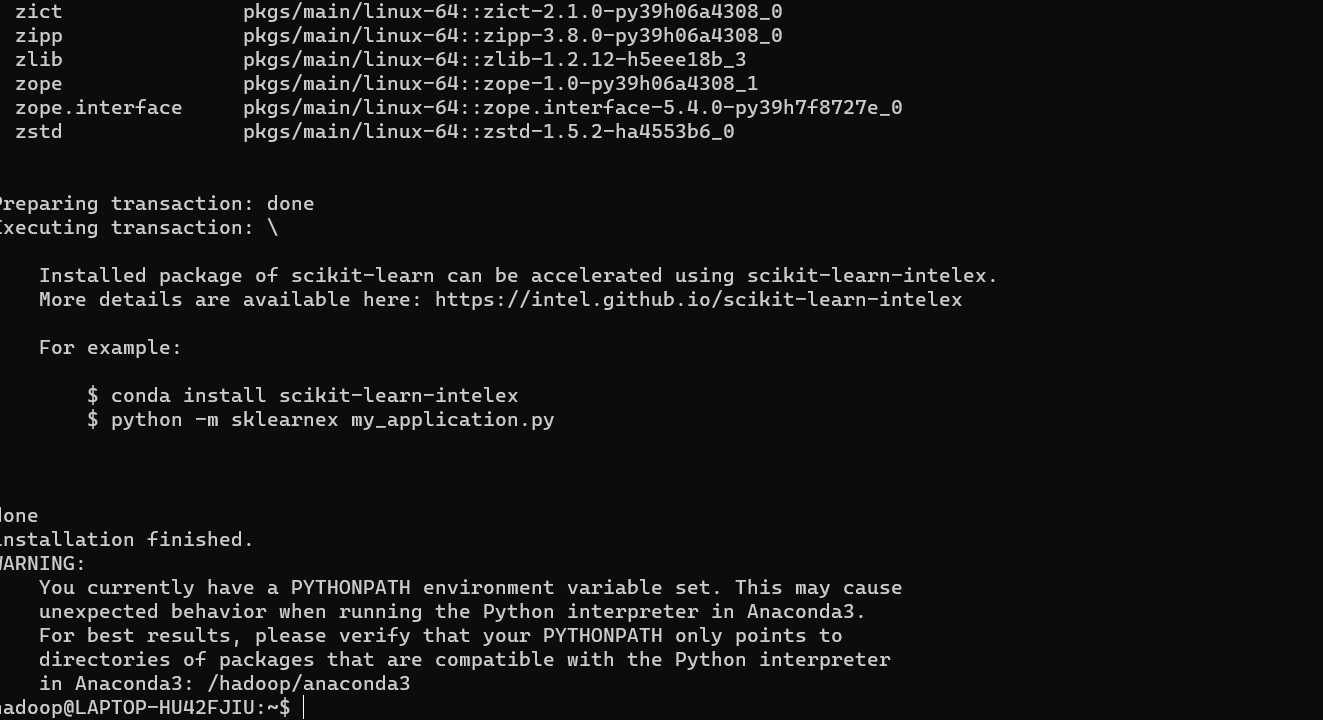 zict pkgs/main/linux-64::zict-2.1.0-py39h06a4308_0
zipp pkgs/main/linux-64::zipp-3.8.0-py39h06a4308_0
zlib pkgs/main/linux-64::zlib-1.2.12-h5eee18b_3
zope pkgs/main/linux-64::zope-1.0-py39h06a4308_1
zope.interface pkgs/main/linux-64::zope.interface-5.4.0-py39h7f8727e_0
zstd pkgs/main/linux-64::zstd-1.5.2-ha4553b6_0
Preparing transaction: done
Executing transaction: \
Installed package of scikit-learn can be accelerated using scikit-learn-intelex.
More details are available here: https://intel.github.io/scikit-learn-intelex
For example:
$ conda install scikit-learn-intelex
$ python -m sklearnex my_application.py
done
installation finished.
WARNING:
You currently have a PYTHONPATH environment variable set. This may cause
unexpected behavior when running the Python interpreter in Anaconda3.
For best results, please verify that your PYTHONPATH only points to
directories of packages that are compatible with the Python interpreter
in Anaconda3: /hadoop/anaconda3
hadoop@LAPTOP-HU42FJIU:~$